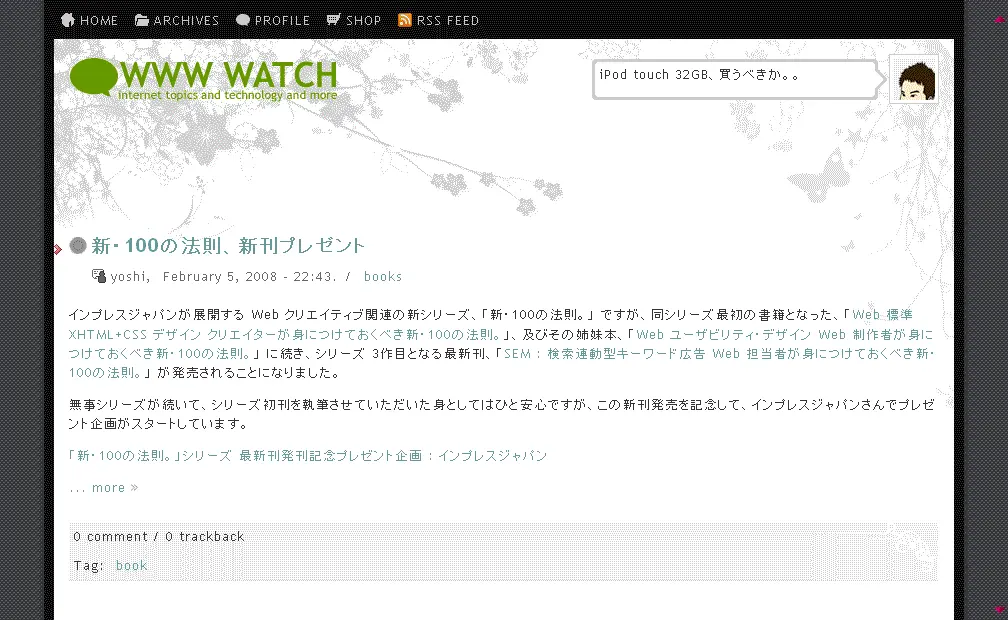 HOME ARCHIVES PROFILE SHOP RSS FEED
WWW WATCH
internet topics and technology and more
iPod touch 32GB、買うべきか。。
新・100の法則、新刊プレゼント
yoshi, February 5, 2008 - 22:43. / books
インプレスジャパンが展開する Web クリエイティブ関連の新シリーズ、「新・100の法則。」 ですが、同シリーズ最初の書籍となった、「Web 標準
XHTML+CSS デザイン クリエイターが身につけておくべき新・100の法則。」、及びその姉妹本、「Web ユーザビリティ・デザイン Web 制作者が身に
つけておくべき新・100の法則。」 に続き、シリーズ 3作目となる最新刊、「SEM : 検索連動型キーワード広告 Web 担当者が身につけておくべき新・
100の法則。」 が発売されることになりました。
無事シリーズが続いて、シリーズ初刊を執筆させていただいた身としてはひと安心ですが、この新刊発売を記念して、インプレスジャパンさんでプレゼ
ント企画がスタートしています。
「新・100の法則。」シリーズ 最新刊発刊記念プレゼント企画 : インプレスジャパン
... more »
0 comment / 0 trackback
Tag: book